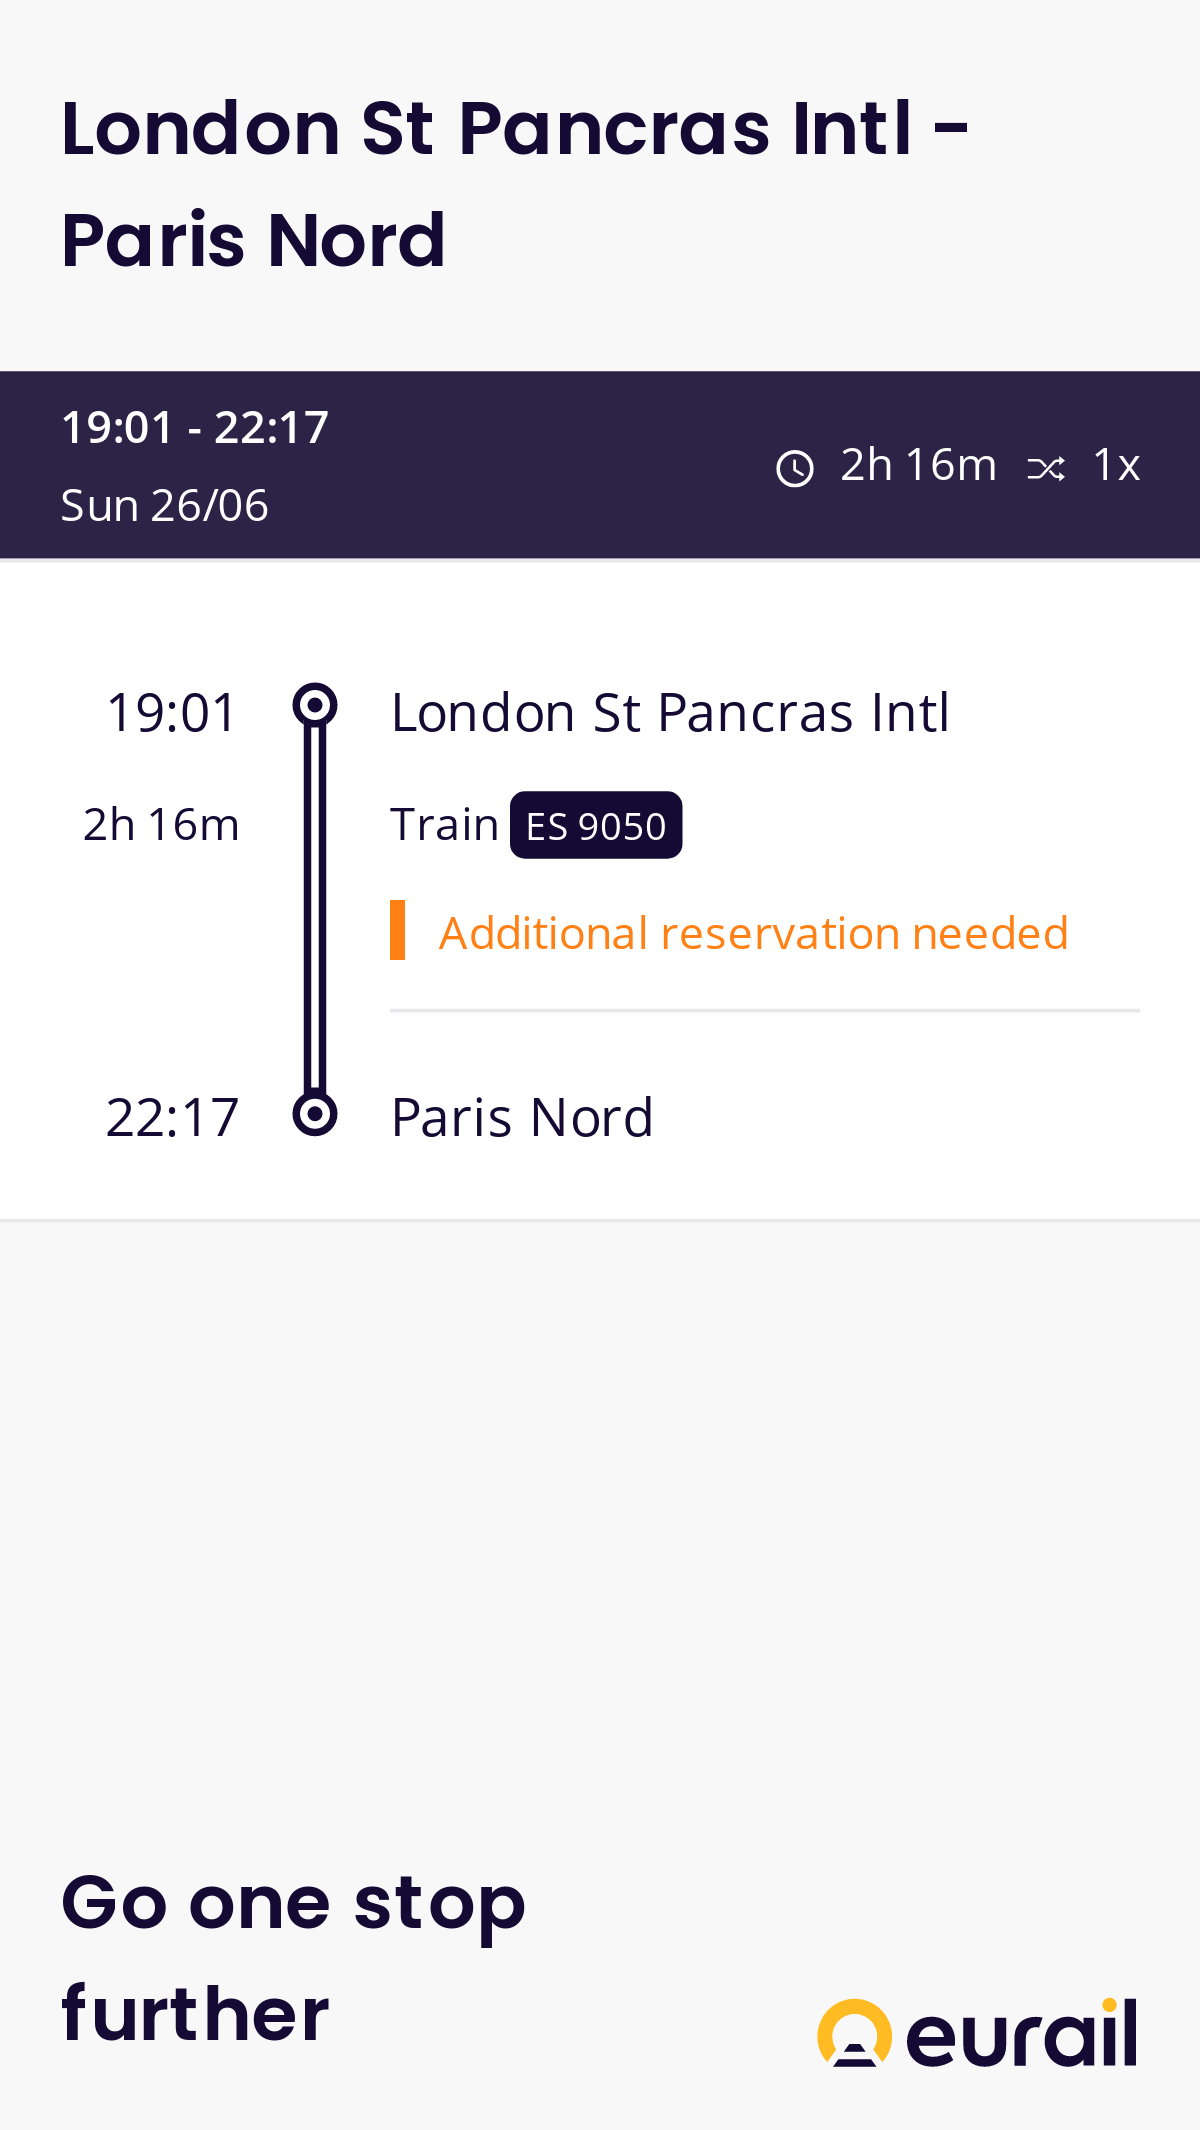 London St Pancras Intl -
Paris Nord
19:01 - 22:17
Sun 26/06
2h 16m 1x
19:01 London St Pancras Intl
2h 16m Train ES 9050
Additional reservation needed
22:17 Paris Nord
Go one stop
further
eurail